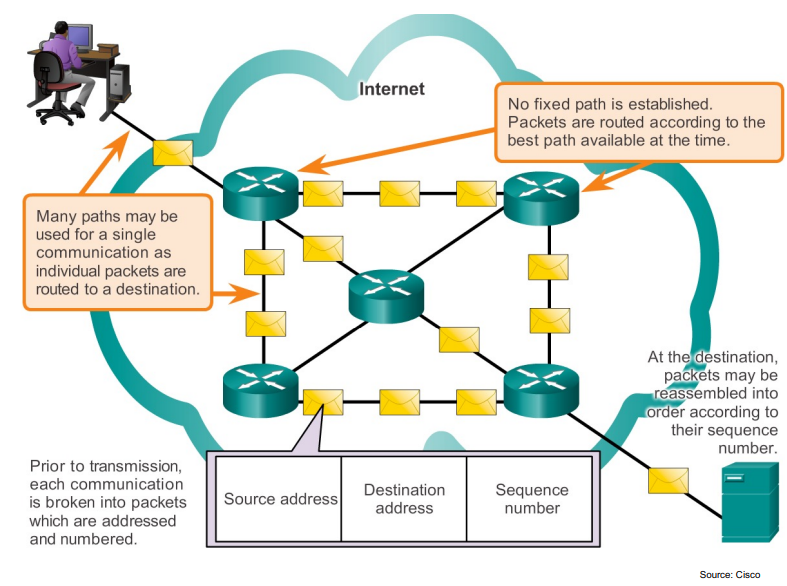 Internet
No fixed path is established.
Packets are routed according to the
best path available at the time.
Many paths may be
used for a single
communication as
individual packets are
routed to a destination.
At the destination,
packets may be
reassembled into
order according to
their sequence
number.
Prior to transmission,
each communication
is broken into packets
which are addressed
and numbered.
Source address
Destination
address
Sequence
number
Source: Cisco